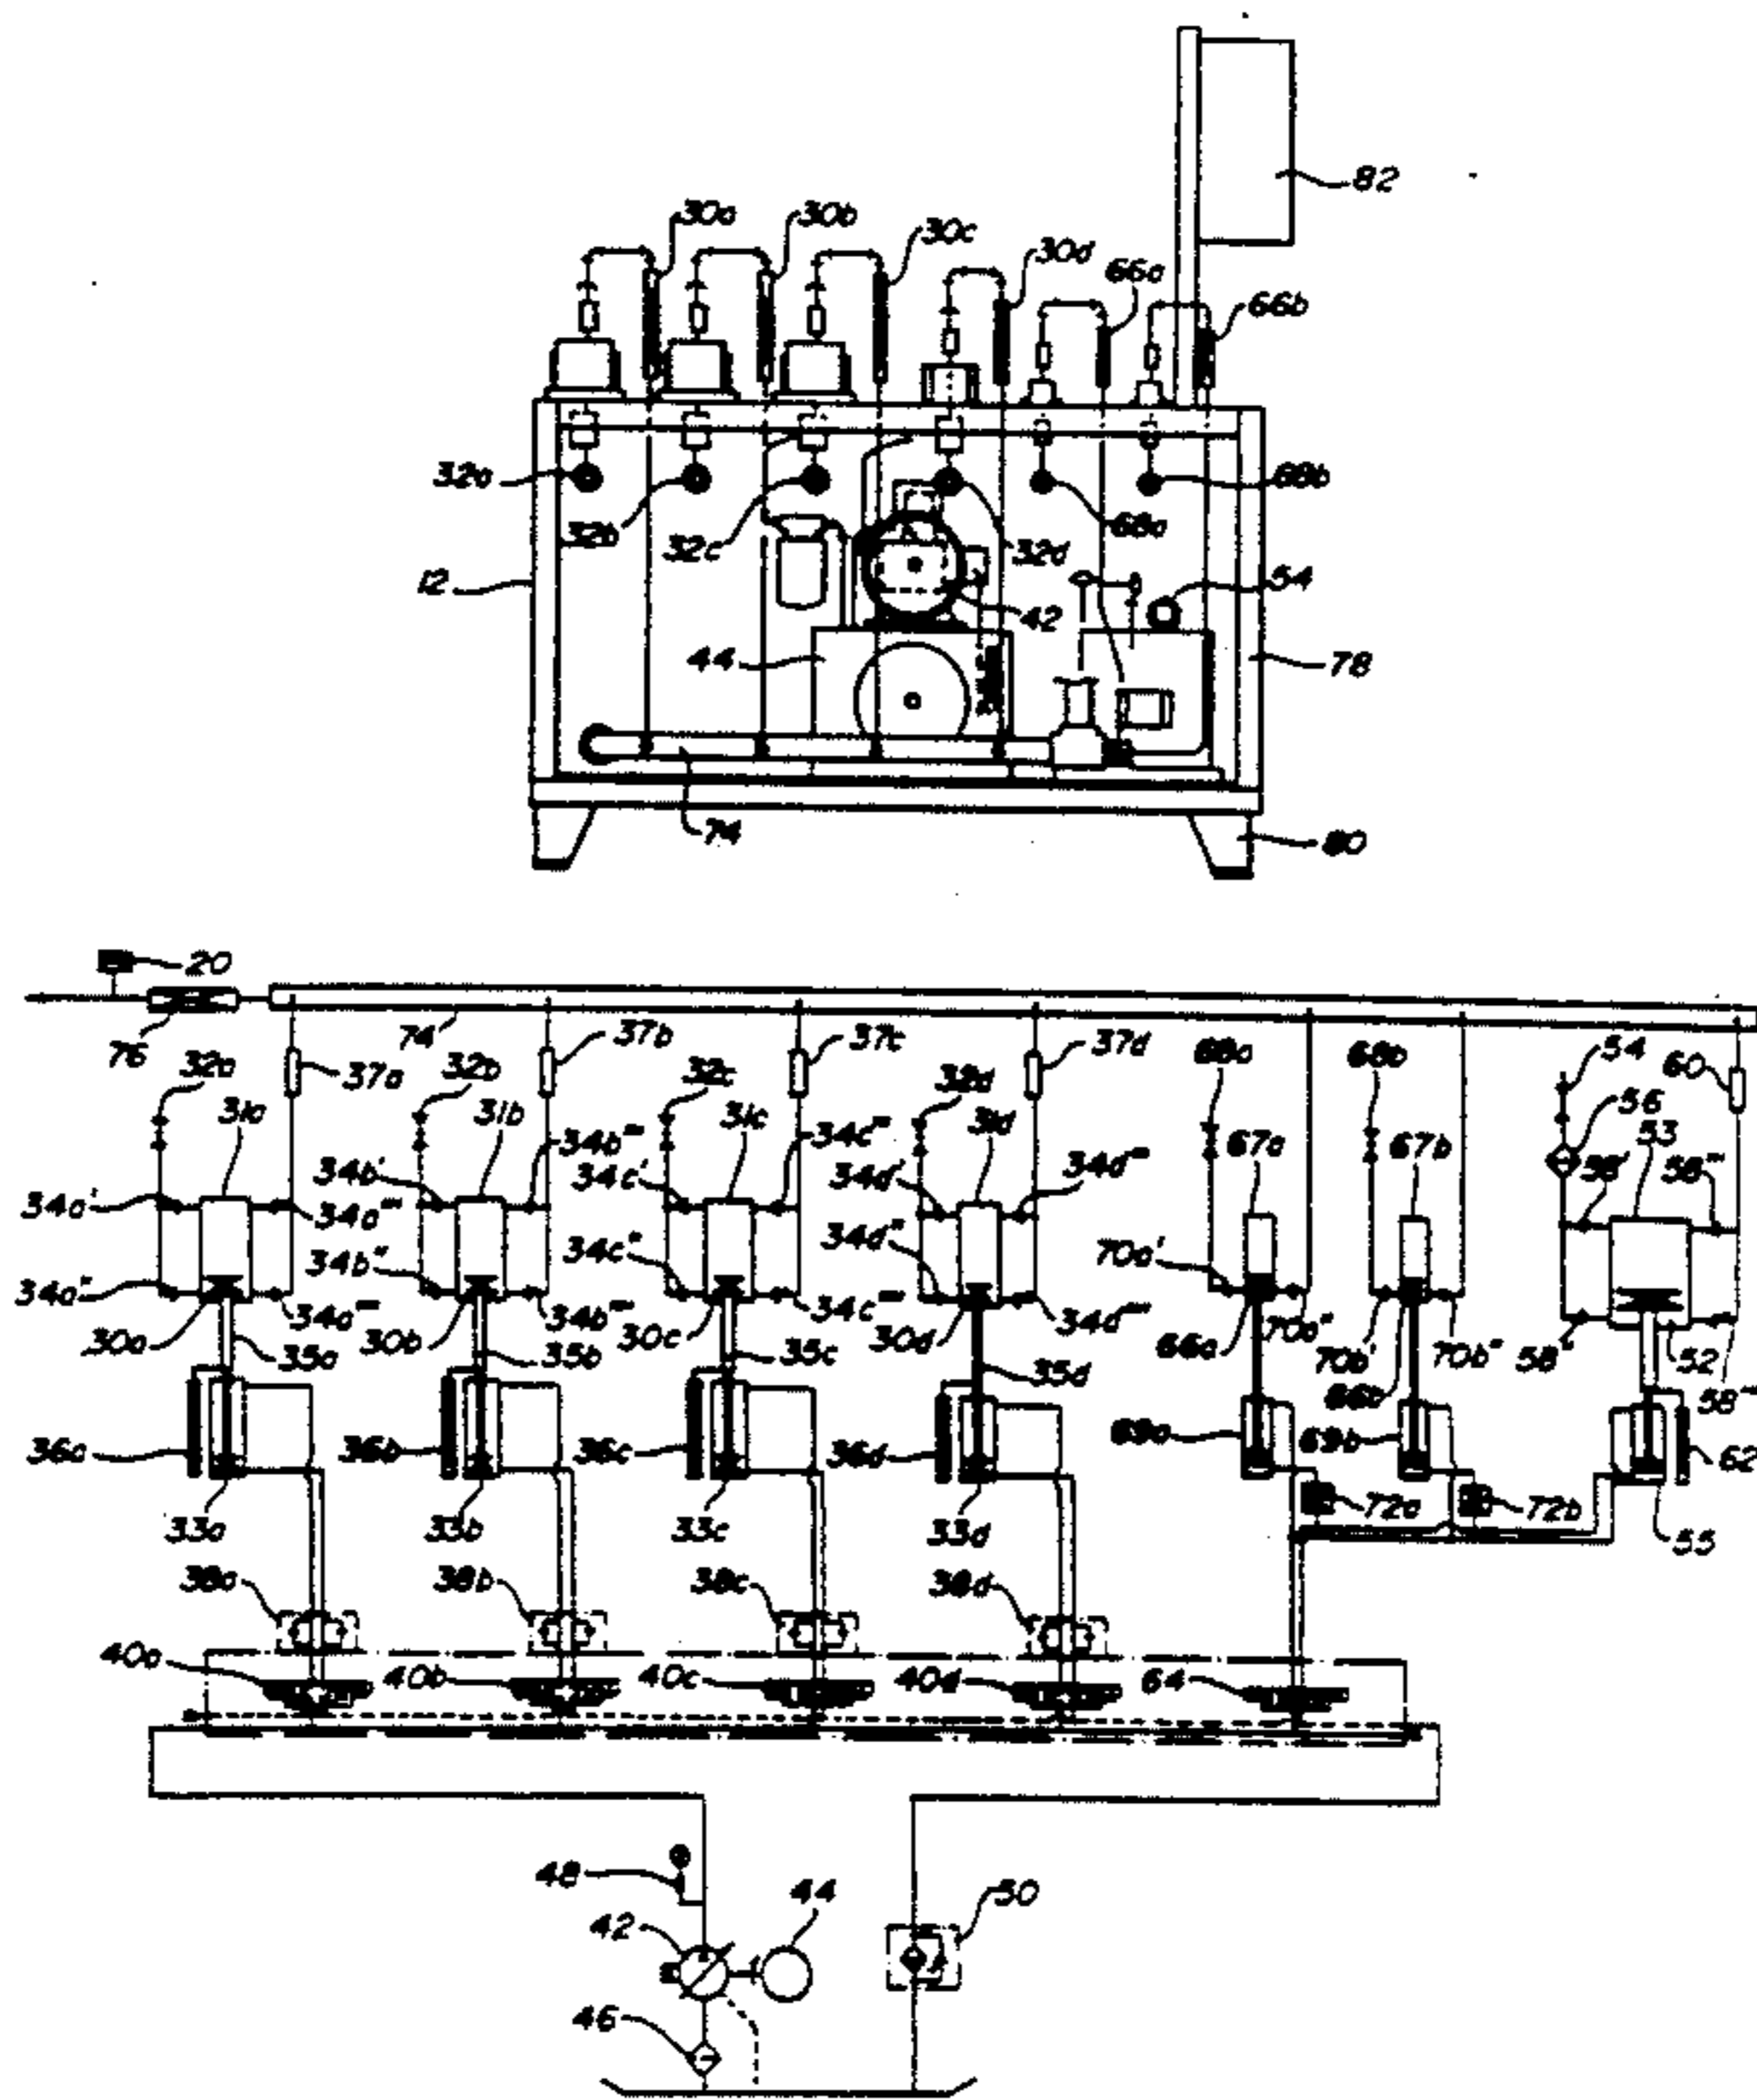 82
30a 30b 30c 30d 66a 66b
32a 32b 32c 32d 68a 68b
12 54
42
44 78
74 80
20
76 74 37a 37b 37c 37d 60
32a 32b 32c 32d 68a 68b 54
56
31a 31b 31c 31d 67a 67b 53
34a' 34a''' 34b' 34b''' 34c' 34c''' 34d' 34d''' 58' 58'''
34a'' 34a'''' 34b'' 34b'''' 34c'' 34c'''' 34d'' 34d'''' 70a' 70a'' 70b' 70b'' 58'' 58''''
30a 30b 30c 30d 66a 66b 52
35a 35b 35c 35d
36a 36b 36c 36d 69a 69b 62
33a 33b 33c 33d 72a 72b 55
38a 38b 38c 38d
40a 40b 40c 40d 64
48 44 50
42
46